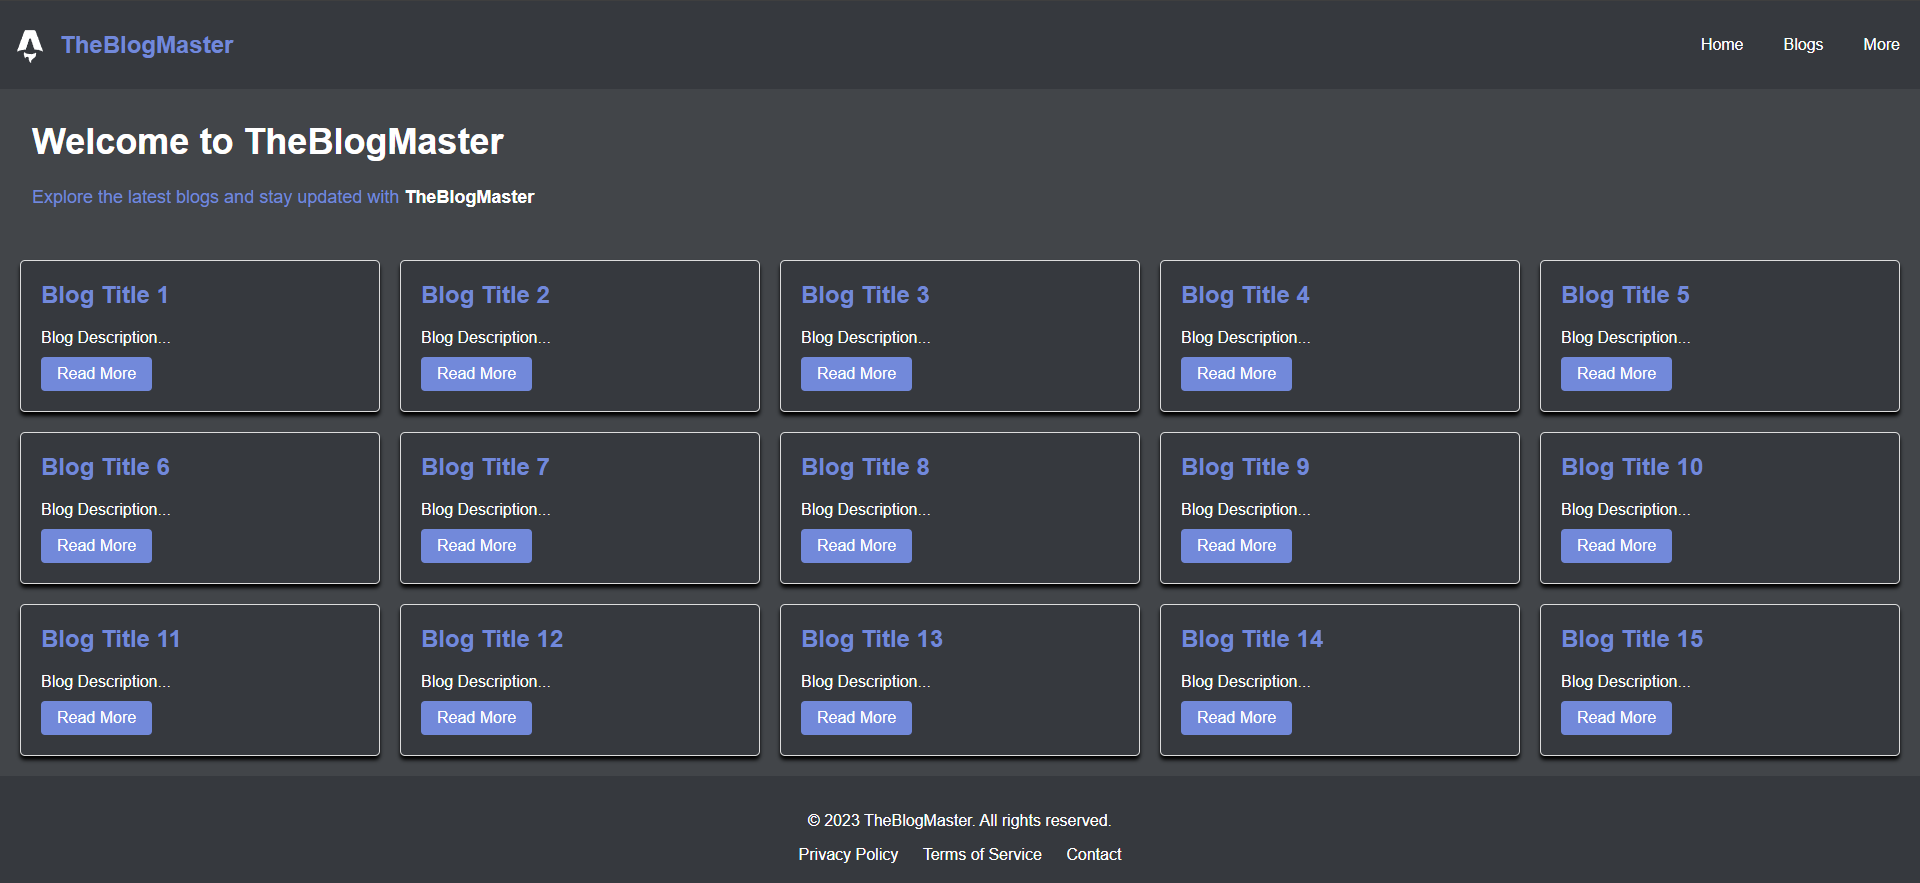 TheBlogMaster
Home Blogs More
Welcome to TheBlogMaster
Explore the latest blogs and stay updated with TheBlogMaster
Blog Title 1
Blog Description...
Read More
Blog Title 2
Blog Description...
Read More
Blog Title 3
Blog Description...
Read More
Blog Title 4
Blog Description...
Read More
Blog Title 5
Blog Description...
Read More
Blog Title 6
Blog Description...
Read More
Blog Title 7
Blog Description...
Read More
Blog Title 8
Blog Description...
Read More
Blog Title 9
Blog Description...
Read More
Blog Title 10
Blog Description...
Read More
Blog Title 11
Blog Description...
Read More
Blog Title 12
Blog Description...
Read More
Blog Title 13
Blog Description...
Read More
Blog Title 14
Blog Description...
Read More
Blog Title 15
Blog Description...
Read More
© 2023 TheBlogMaster. All rights reserved.
Privacy Policy Terms of Service Contact